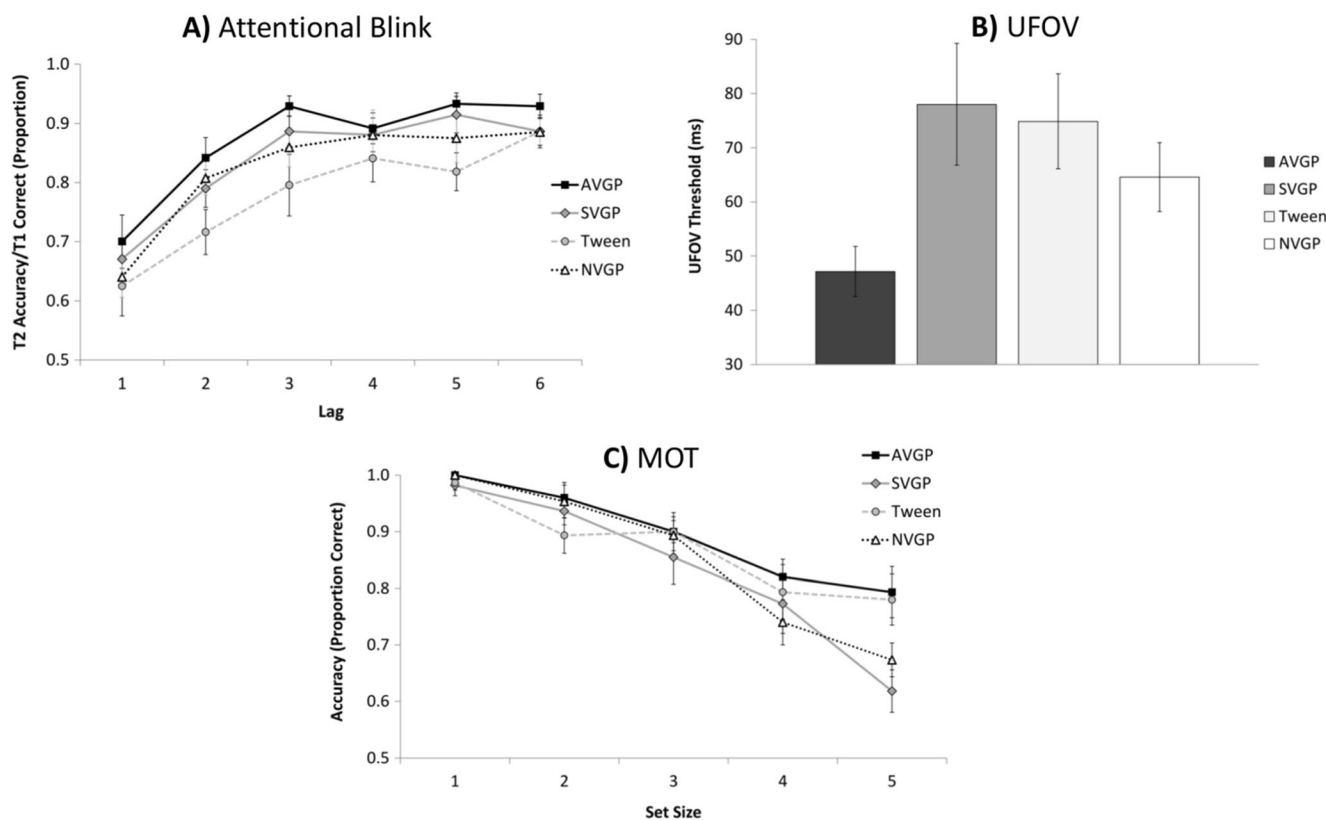 A) Attentional Blink
T2 Accuracy/T1 Correct (Proportion)
1.0
0.9
0.8
0.7
0.6
0.5
1 2 3 4 5 6
Lag
AVGP
SVGP
Tween
NVGP
B) UFOV
UFOV Threshold (ms)
90
80
70
60
50
40
30
AVGP
SVGP
Tween
NVGP
C) MOT
Accuracy (Proportion Correct)
1.0
0.9
0.8
0.7
0.6
0.5
1 2 3 4 5
Set Size
AVGP
SVGP
Tween
NVGP